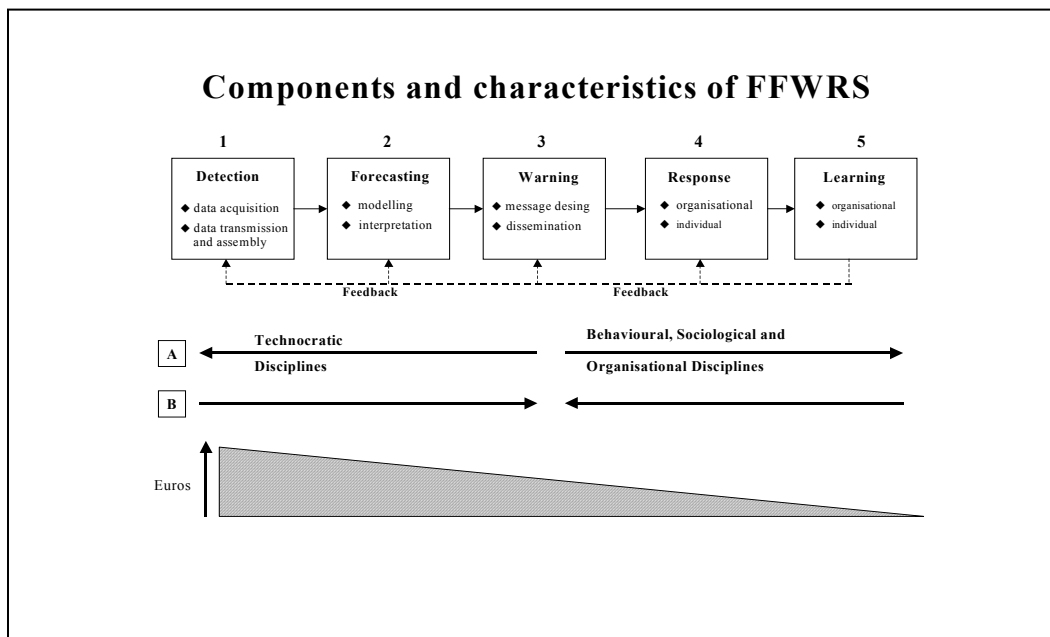 Components and characteristics of FFWRS
1
2
3
4
5
Detection
◆ data acquisition
◆ data transmission
and assembly
Forecasting
◆ modelling
◆ interpretation
Warning
◆ message desing
◆ dissemination
Response
◆ organisational
◆ individual
Learning
◆ organisational
◆ individual
Feedback
Feedback
A
Technocratic
Disciplines
Behavioural, Sociological and
Organisational Disciplines
B
Euros